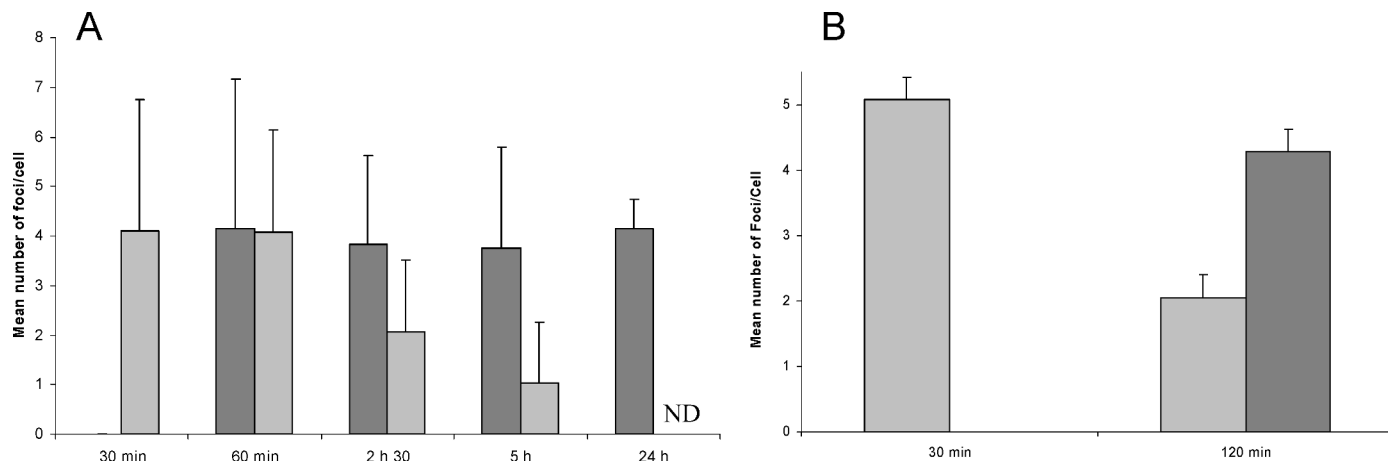 A
Mean number of foci/cell
8
7
6
5
4
3
2
1
0
ND
30 min 60 min 2 h 30 5 h 24 h
B
Mean number of Foci/Cell
5
4
3
2
1
0
30 min 120 min